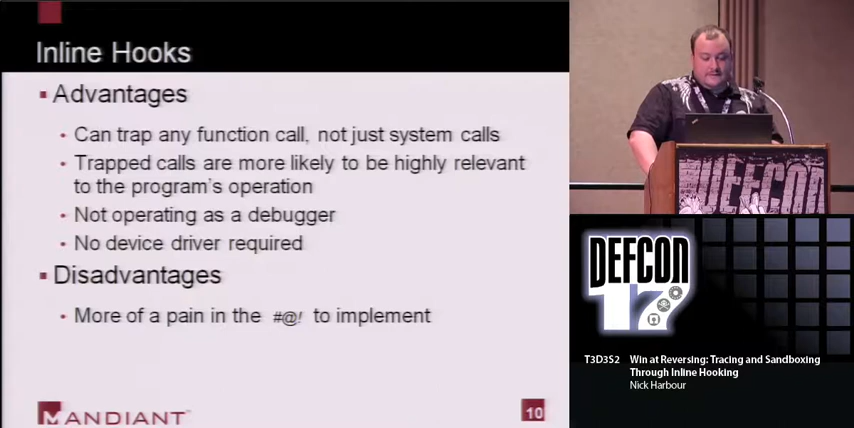 Inline Hooks
▪ Advantages
• Can trap any function call, not just system calls
• Trapped calls are more likely to be highly relevant
to the program's operation
• Not operating as a debugger
• No device driver required
▪ Disadvantages
• More of a pain in the #@! to implement
MANDIANT
10
DEFCON
DEFCON
17
T3D3S2 Win at Reversing: Tracing and Sandboxing
Through Inline Hooking
Nick Harbour